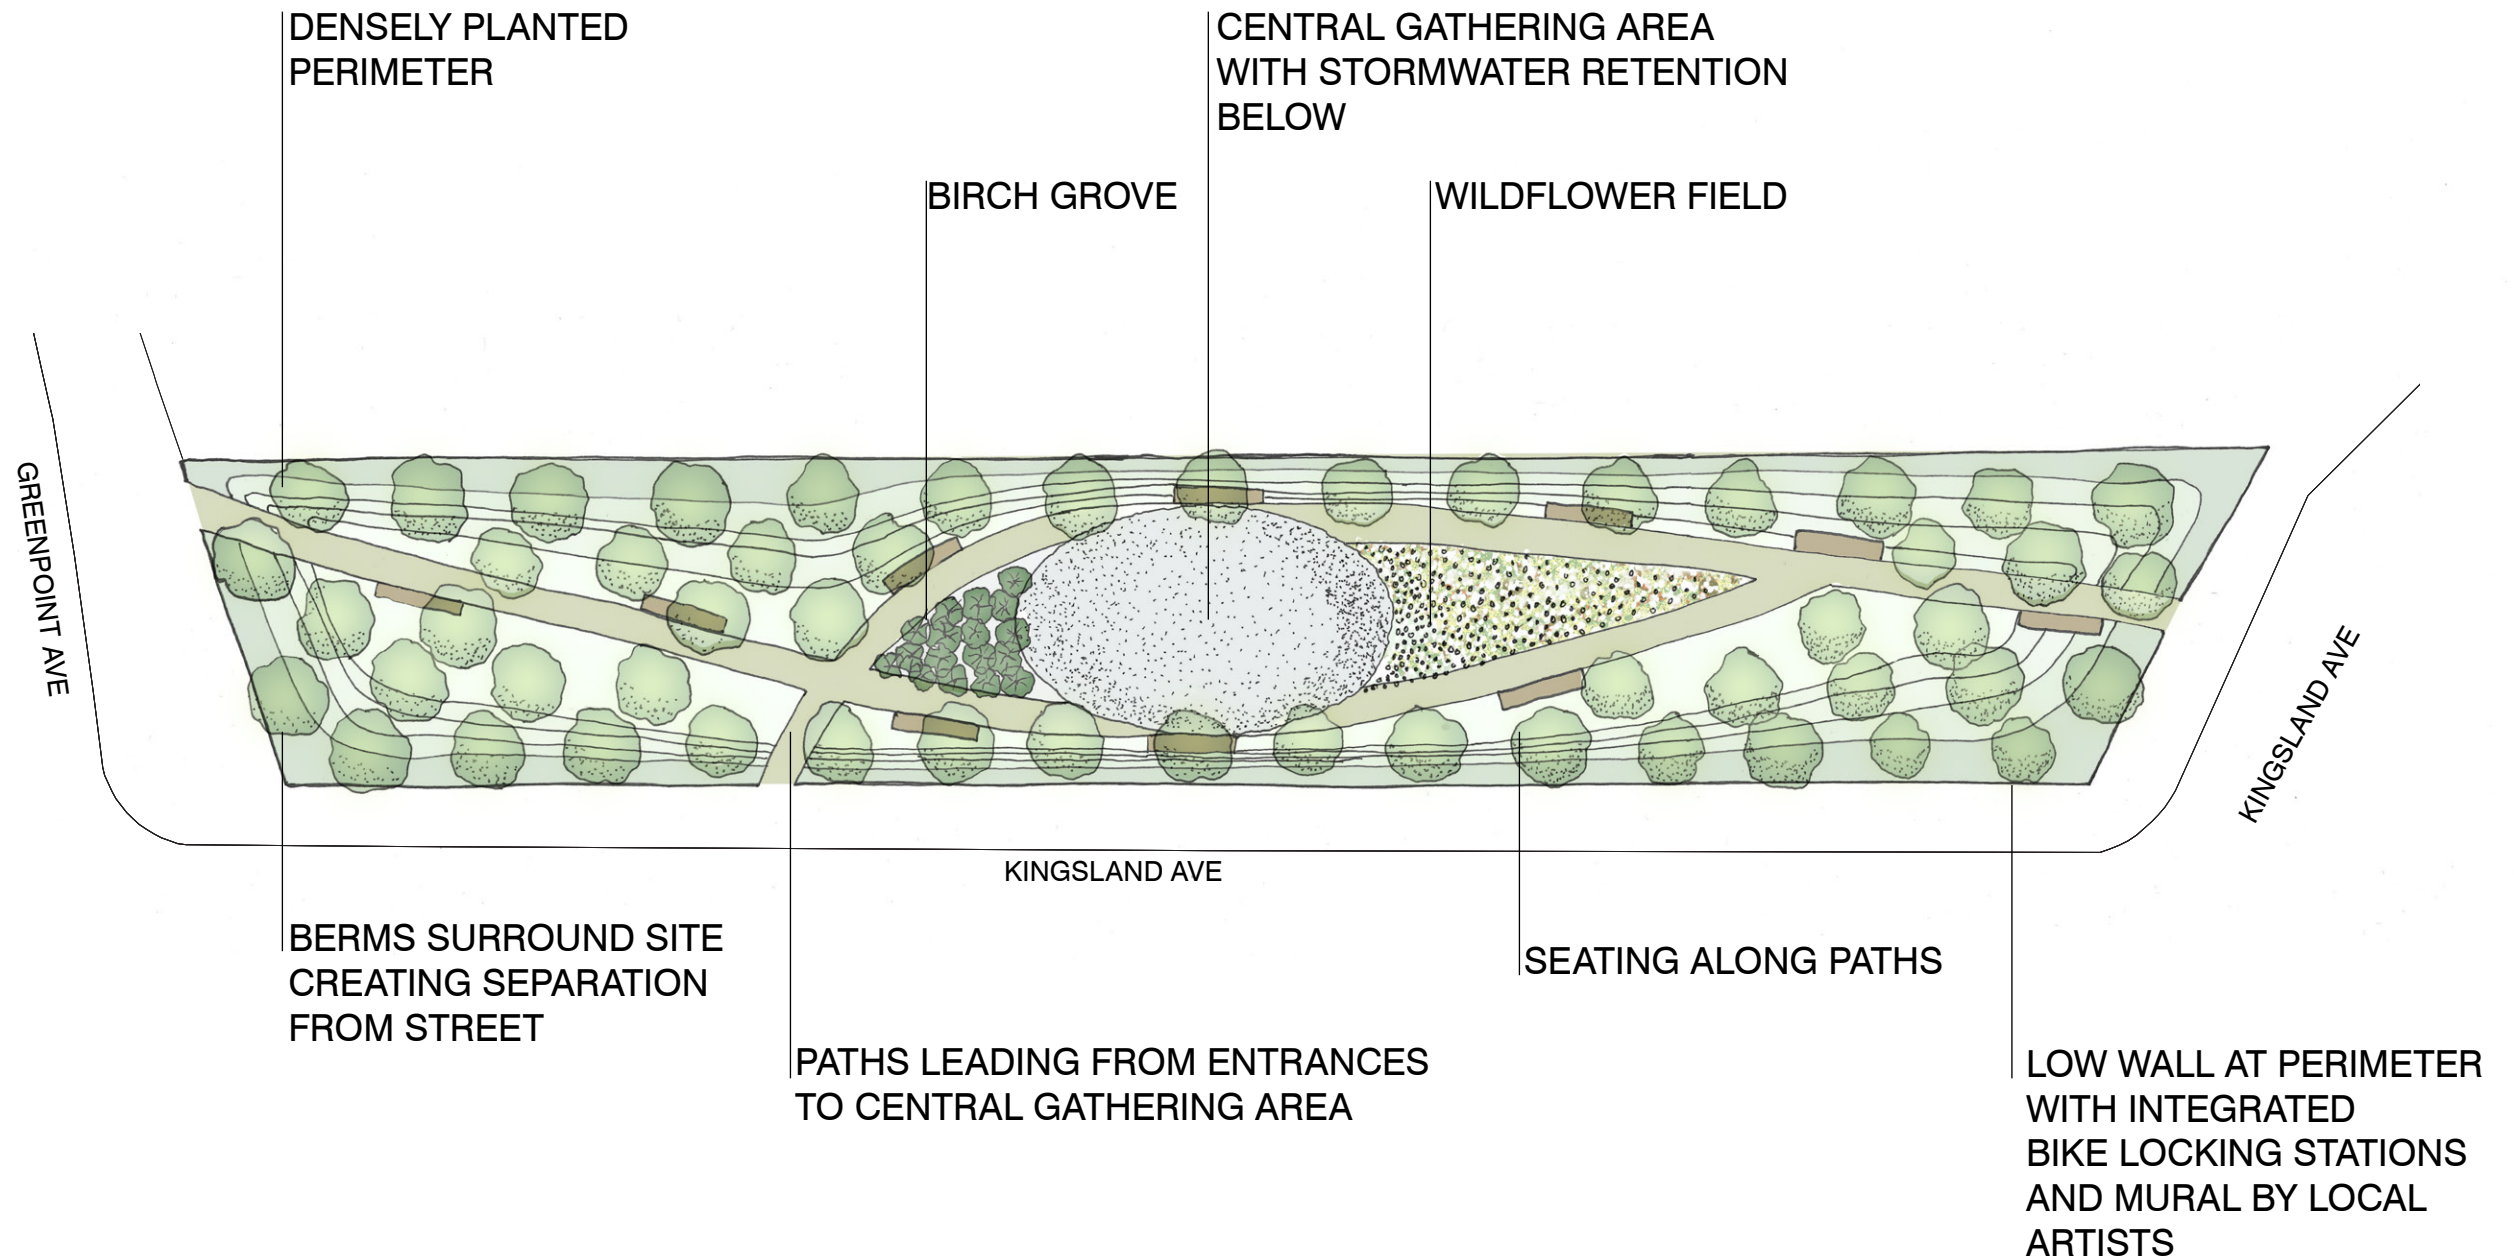 DENSELY PLANTED
PERIMETER
CENTRAL GATHERING AREA
WITH STORMWATER RETENTION
BELOW
BIRCH GROVE
WILDFLOWER FIELD
GREENPOINT AVE
KINGSLAND AVE
KINGSLAND AVE
BERMS SURROUND SITE
CREATING SEPARATION
FROM STREET
SEATING ALONG PATHS
PATHS LEADING FROM ENTRANCES
TO CENTRAL GATHERING AREA
LOW WALL AT PERIMETER
WITH INTEGRATED
BIKE LOCKING STATIONS
AND MURAL BY LOCAL
ARTISTS